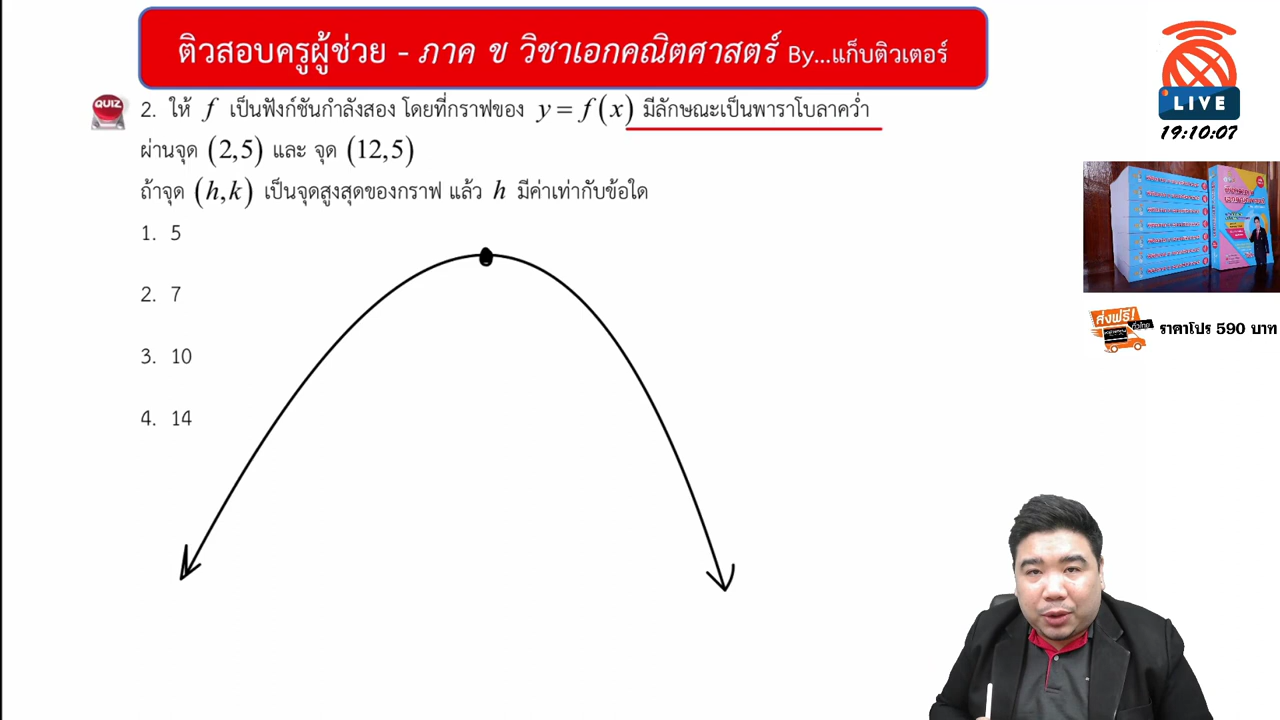 ติวสอบครูผู้ช่วย - ภาค ข วิชาเอกคณิตศาสตร์ By...แก็บติวเตอร์
QUIZ
2. ให้ f เป็นฟังก์ชันกำลังสอง โดยที่กราฟของ y = f(x) มีลักษณะเป็นพาราโบลาคว่ำ
ผ่านจุด (2,5) และ จุด (12,5)
ถ้าจุด (h,k) เป็นจุดสูงสุดของกราฟ แล้ว h มีค่าเท่ากับข้อใด
1. 5
2. 7
3. 10
4. 14
LIVE
19:10:07
ส่งฟรี!
ทั่วไทย
ราคาโปร 590 บาท